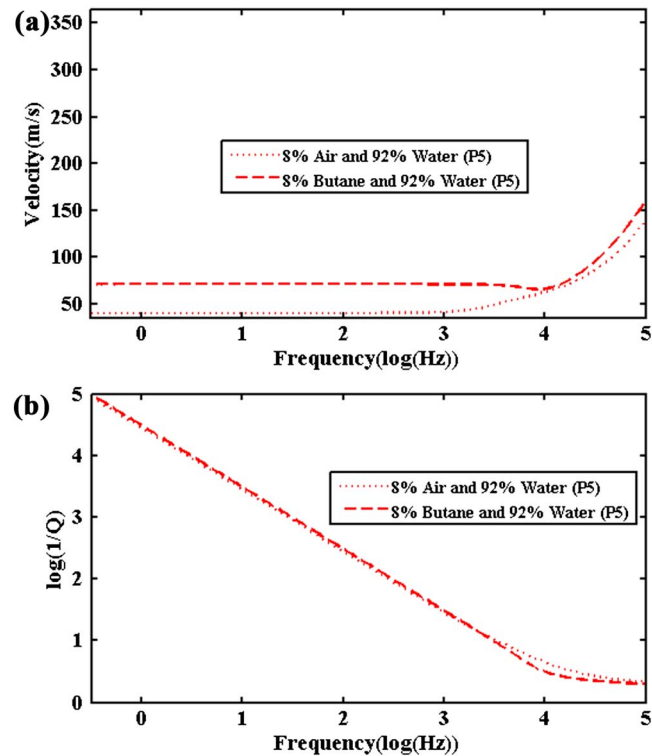 (a)
350
300
250
200
150
100
50
Velocity(m/s)
8% Air and 92% Water (P5)
8% Butane and 92% Water (P5)
0 1 2 3 4 5
Frequency(log(Hz))
(b)
5
4
3
2
1
0
log(1/Q)
8% Air and 92% Water (P5)
8% Butane and 92% Water (P5)
0 1 2 3 4 5
Frequency(log(Hz))